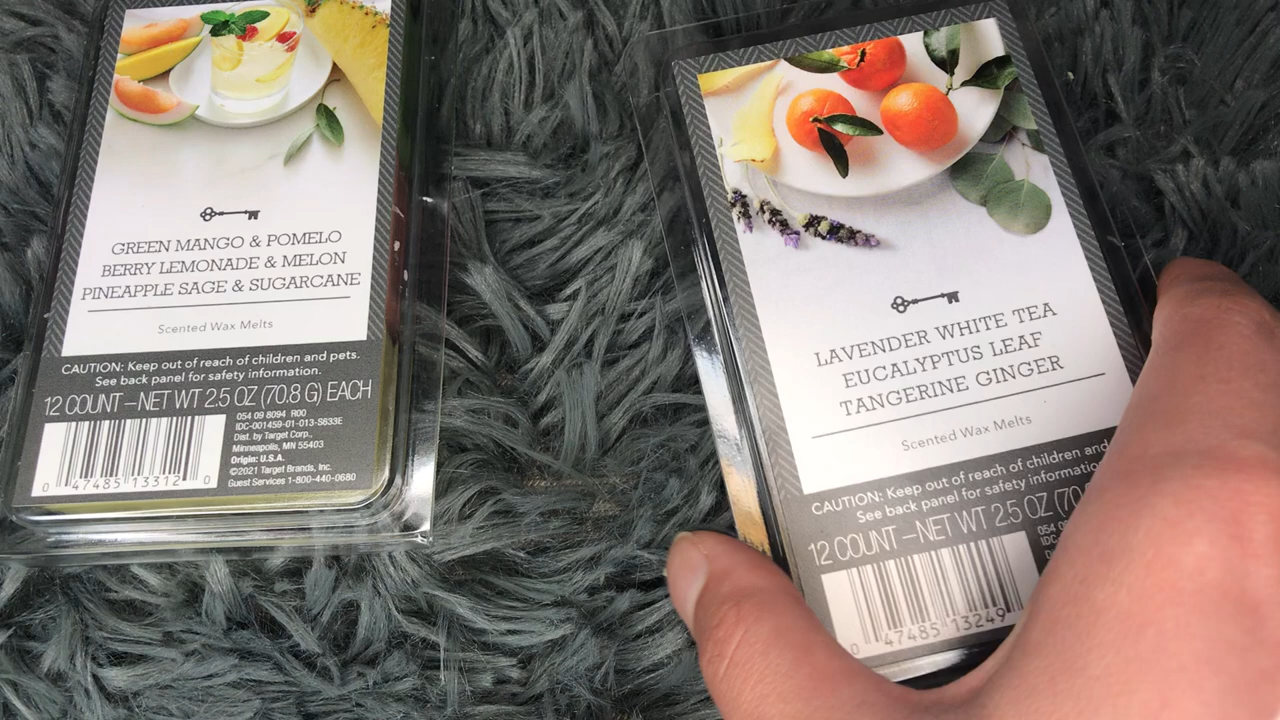 GREEN MANGO & POMELO
BERRY LEMONADE & MELON
PINEAPPLE SAGE & SUGARCANE
Scented Wax Melts
CAUTION: Keep out of reach of children and pets.
See back panel for safety information.
12 COUNT–NET WT 2.5 OZ (70.8 G) EACH
054 09 8094 R00
IDC-001459-01-013-S633E
Dist. by Target Corp.,
Minneapolis, MN 55403
Origin: U.S.A.
©2021 Target Brands, Inc.
Guest Services 1-800-440-0680
0 47485 13312 0
LAVENDER WHITE TEA
EUCALYPTUS LEAF
TANGERINE GINGER
Scented Wax Melts
CAUTION: Keep out of reach of children and
See back panel for safety
12 COUNT–NET WT 2.5 OZ
054
0 47485 13249